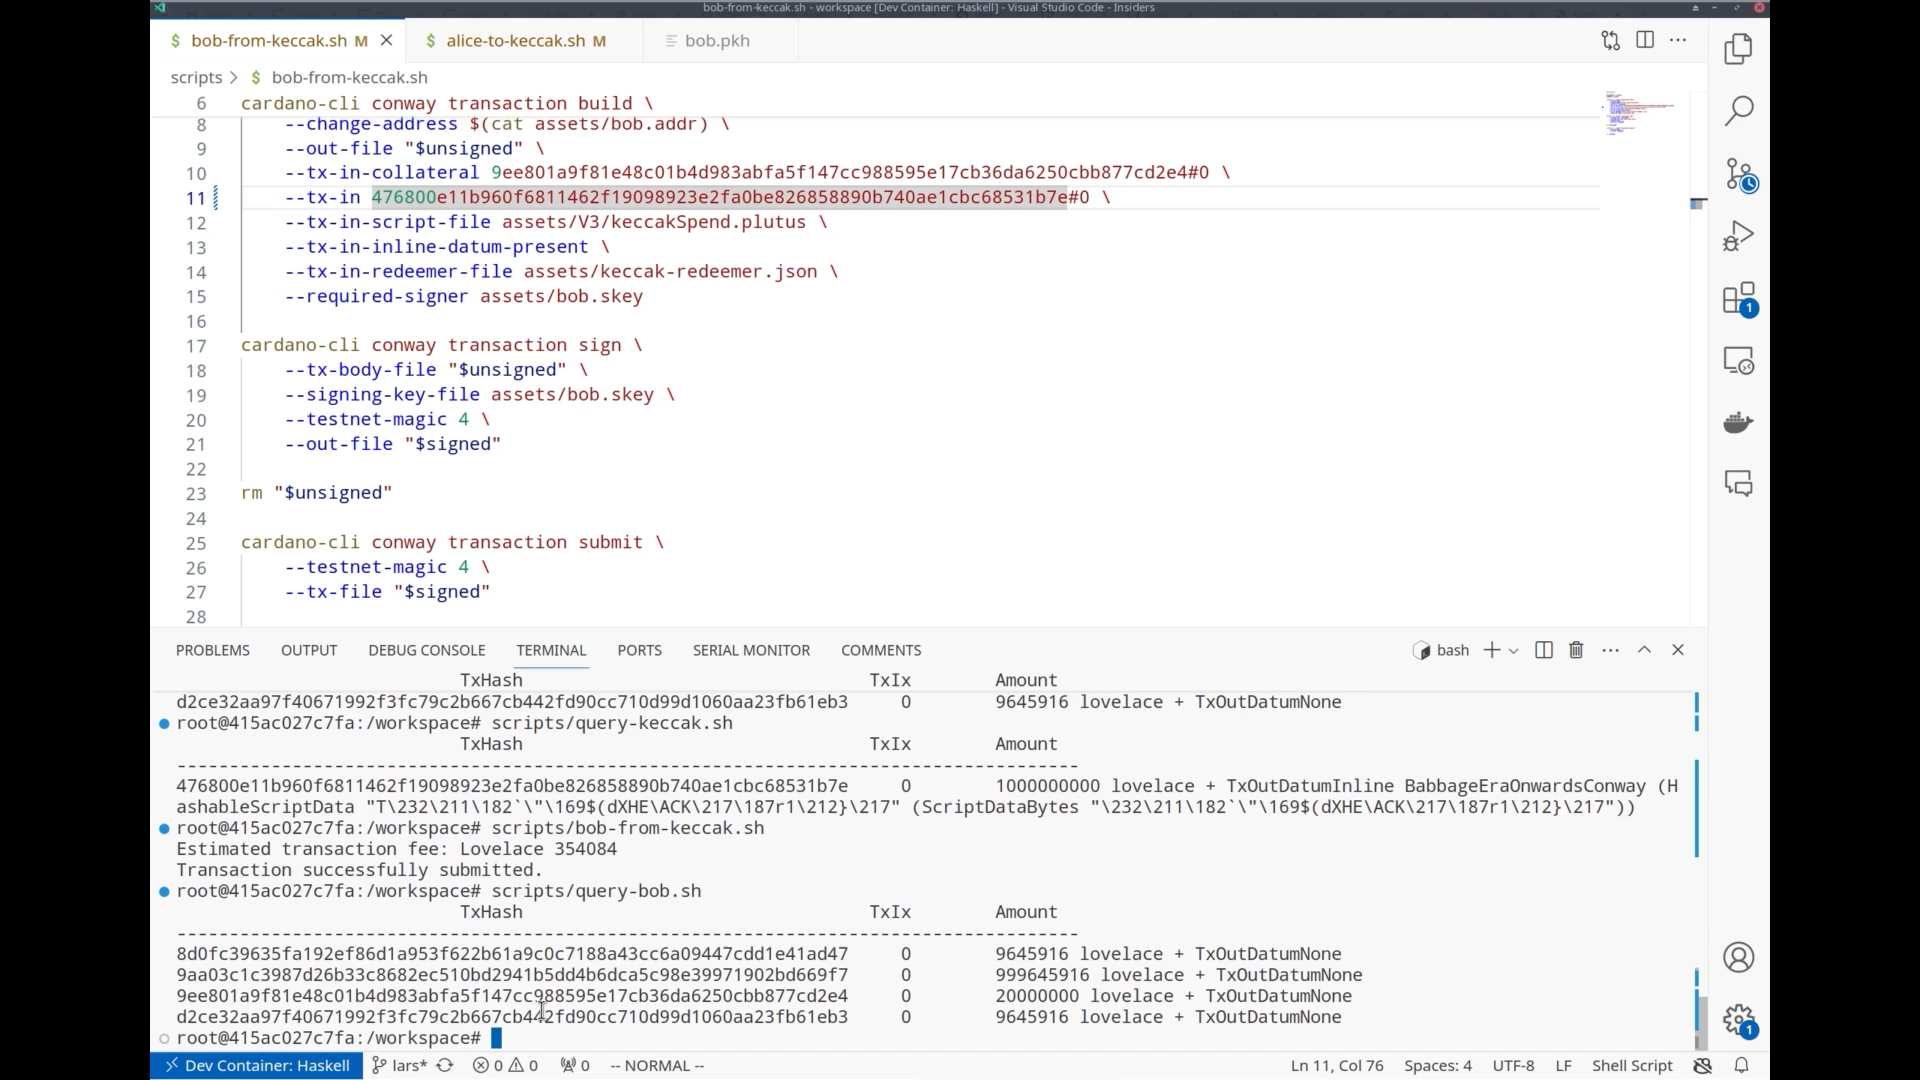 bob-from-keccak.sh - workspace [Dev Container: Haskell] - Visual Studio Code - Insiders
$ bob-from-keccak.sh M
$ alice-to-keccak.sh M
bob.pkh
scripts > $ bob-from-keccak.sh
6 cardano-cli conway transaction build \
8 --change-address $(cat assets/bob.addr) \
9 --out-file "$unsigned" \
10 --tx-in-collateral 9ee801a9f81e48c01b4d983abfa5f147cc988595e17cb36da6250cbb877cd2e4#0 \
11 --tx-in 476800e11b960f6811462f19098923e2fa0be826858890b740ae1cbc68531b7e#0 \
12 --tx-in-script-file assets/V3/keccakSpend.plutus \
13 --tx-in-inline-datum-present \
14 --tx-in-redeemer-file assets/keccak-redeemer.json \
15 --required-signer assets/bob.skey
16
17 cardano-cli conway transaction sign \
18 --tx-body-file "$unsigned" \
19 --signing-key-file assets/bob.skey \
20 --testnet-magic 4 \
21 --out-file "$signed"
22
23 rm "$unsigned"
24
25 cardano-cli conway transaction submit \
26 --testnet-magic 4 \
27 --tx-file "$signed"
28
PROBLEMS OUTPUT DEBUG CONSOLE TERMINAL PORTS SERIAL MONITOR COMMENTS bash
TxHash TxIx Amount
d2ce32aa97f40671992f3fc79c2b667cb442fd90cc710d99d1060aa23fb61eb3 0 9645916 lovelace + TxOutDatumNone
root@415ac027c7fa:/workspace# scripts/query-keccak.sh
TxHash TxIx Amount
--------------------------------------------------------------------------------------
476800e11b960f6811462f19098923e2fa0be826858890b740ae1cbc68531b7e 0 1000000000 lovelace + TxOutDatumInline BabbageEraOnwardsConway (H
ashableScriptData "T\232\211\182`\"\169$(dXHE\ACK\217\187r1\212}\217" (ScriptDataBytes "\232\211\182`\"\169$(dXHE\ACK\217\187r1\212}\217"))
root@415ac027c7fa:/workspace# scripts/bob-from-keccak.sh
Estimated transaction fee: Lovelace 354084
Transaction successfully submitted.
root@415ac027c7fa:/workspace# scripts/query-bob.sh
TxHash TxIx Amount
--------------------------------------------------------------------------------------
8d0fc39635fa192ef86d1a953f622b61a9c0c7188a43cc6a09447cdd1e41ad47 0 9645916 lovelace + TxOutDatumNone
9aa03c1c3987d26b33c8682ec510bd2941b5dd4b6dca5c98e39971902bd669f7 0 999645916 lovelace + TxOutDatumNone
9ee801a9f81e48c01b4d983abfa5f147cc988595e17cb36da6250cbb877cd2e4 0 20000000 lovelace + TxOutDatumNone
d2ce32aa97f40671992f3fc79c2b667cb442fd90cc710d99d1060aa23fb61eb3 0 9645916 lovelace + TxOutDatumNone
root@415ac027c7fa:/workspace#
1
1
Dev Container: Haskell lars* 0 0 0 -- NORMAL -- Ln 11, Col 76 Spaces: 4 UTF-8 LF Shell Script